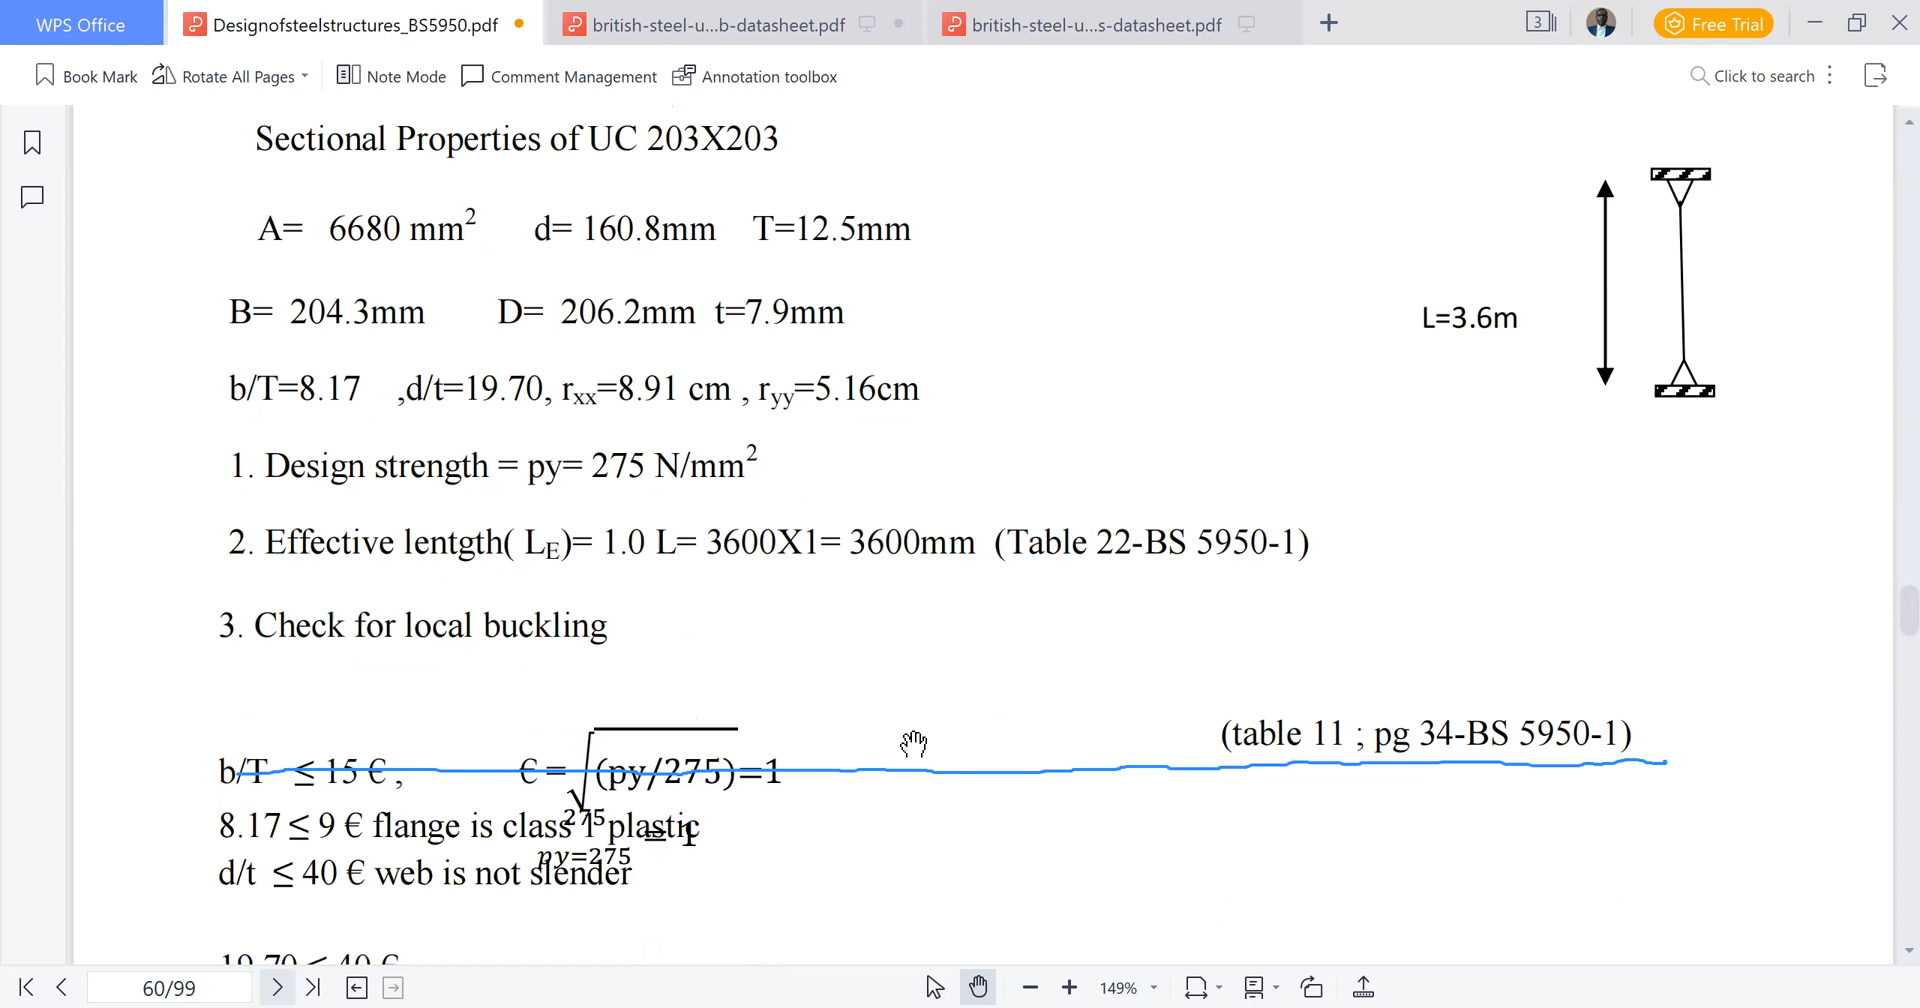 WPS Office
Designofsteelstructures_BS5950.pdf
british-steel-u...b-datasheet.pdf
british-steel-u...s-datasheet.pdf
3
Free Trial
Book Mark
Rotate All Pages
Note Mode
Comment Management
Annotation toolbox
Click to search
Sectional Properties of UC 203X203
A= 6680 mm2 d= 160.8mm T=12.5mm
B= 204.3mm D= 206.2mm t=7.9mm
L=3.6m
b/T=8.17 ,d/t=19.70, rxx=8.91 cm , ryy=5.16cm
1. Design strength = py= 275 N/mm2
2. Effective lentgth( LE)= 1.0 L= 3600X1= 3600mm (Table 22-BS 5950-1)
3. Check for local buckling
(table 11 ; pg 34-BS 5950-1)
b/T ≤ 15 € , € = √(py/275)=1
8.17 ≤ 9 € flange is class 1 plastic
275
py=275
= 1
d/t ≤ 40 € web is not slender
19.70 ≤ 40 €
60/99
149%